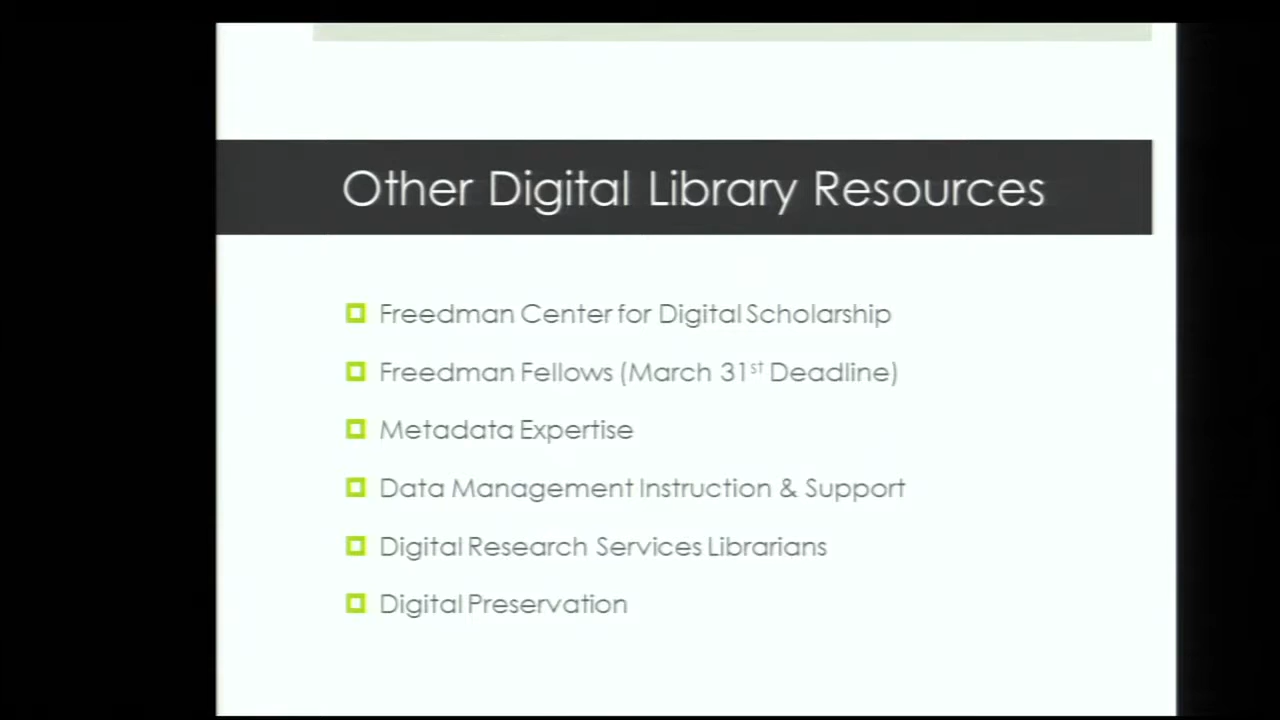 Other Digital Library Resources
Freedman Center for Digital Scholarship
Freedman Fellows (March 31st Deadline)
Metadata Expertise
Data Management Instruction & Support
Digital Research Services Librarians
Digital Preservation